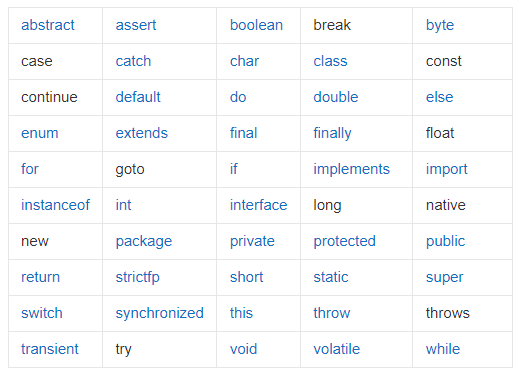 abstract assert boolean break byte
case catch char class const
continue default do double else
enum extends final finally float
for goto if implements import
instanceof int interface long native
new package private protected public
return strictfp short static super
switch synchronized this throw throws
transient try void volatile while